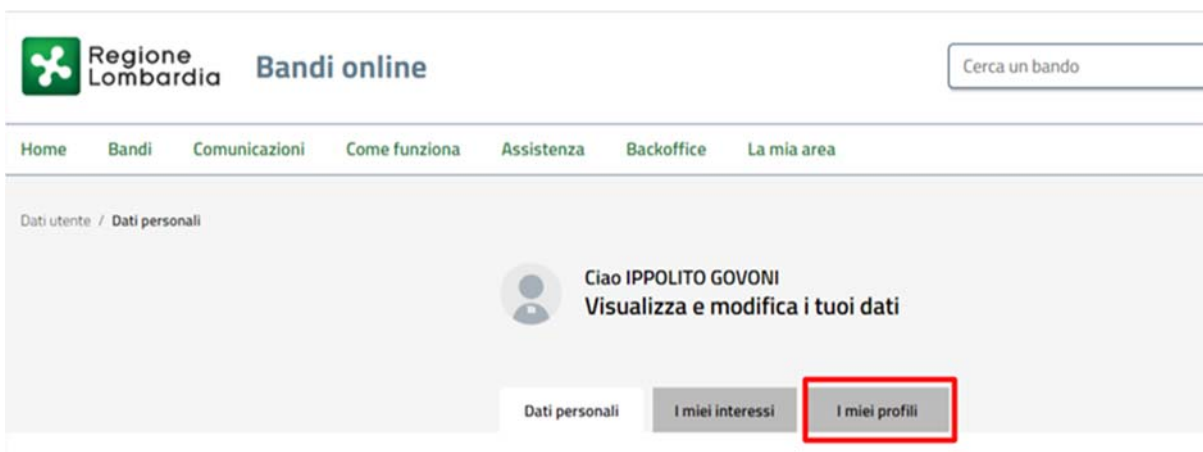 Regione
Lombardia
Bandi online
Cerca un bando
Home Bandi Comunicazioni Come funziona Assistenza Backoffice La mia area
Dati utente / Dati personali
Ciao IPPOLITO GOVONI
Visualizza e modifica i tuoi dati
Dati personali I miei interessi I miei profili